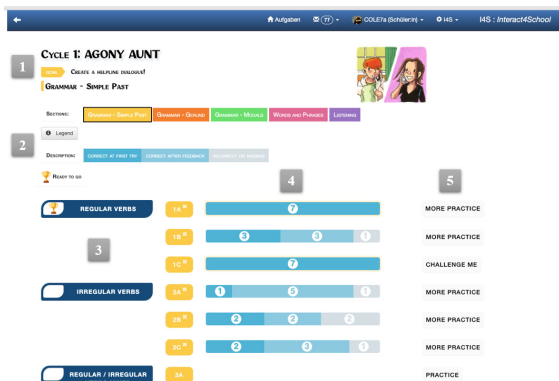 Aufgaben 77 COLE7a (Schüler:in) I4S I4S : Interact4School
Cycle 1: Agony Aunt
1
Goal Create a helpline dialogue!
Grammar - Simple Past
Sections: Grammar - Simple Past Grammar - Gerund Grammar - Modals Words and Phrases Listening
Legend
2
Description: correct at first try correct after feedback incorrect or missing
Ready to go
4 5
REGULAR VERBS 1A 7 MORE PRACTICE
1B 3 3 1 MORE PRACTICE
3
1C 7 CHALLENGE ME
IRREGULAR VERBS 2A 1 5 1 MORE PRACTICE
2B 2 2 2 MORE PRACTICE
2C 2 3 1 MORE PRACTICE
REGULAR / IRREGULAR 3A PRACTICE